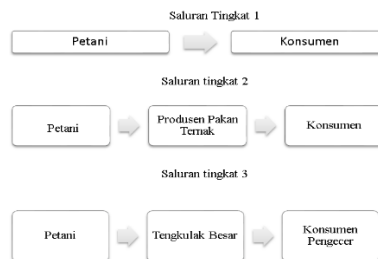 Saluran Tingkat 1
Petani Konsumen
Saluran tingkat 2
Petani Produsen Pakan Ternak Konsumen
Saluran tingkat 3
Petani Tengkulak Besar Konsumen Pengecer